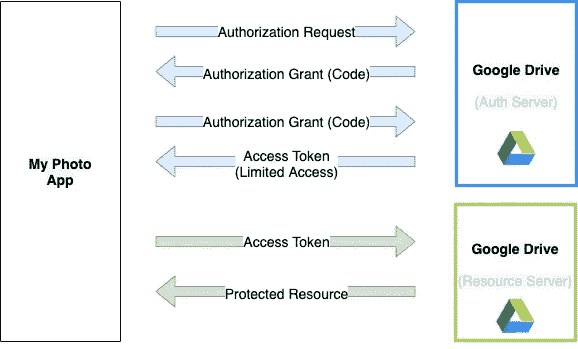 My Photo
App
Authorization Request
Authorization Grant (Code)
Authorization Grant (Code)
Access Token
(Limited Access)
Access Token
Protected Resource
Google Drive
(Auth Server)
Google Drive
(Resource Server)